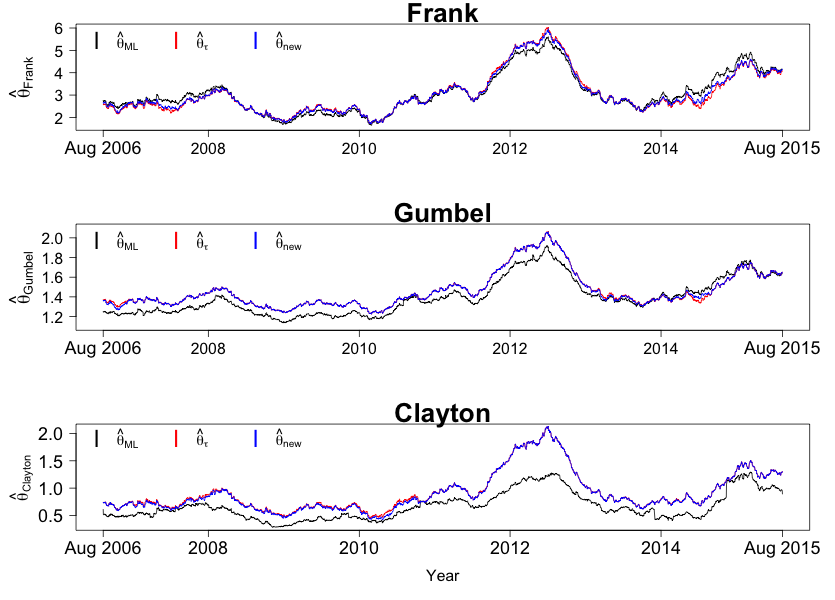 Frank
θ̂ML θ̂τ θ̂new
θ̂Frank
6
5
4
3
2
Aug 2006 2008 2010 2012 2014 Aug 2015
Gumbel
θ̂ML θ̂τ θ̂new
θ̂Gumbel
2.0
1.8
1.6
1.4
1.2
Aug 2006 2008 2010 2012 2014 Aug 2015
Clayton
θ̂ML θ̂τ θ̂new
θ̂Clayton
2.0
1.5
1.0
0.5
Aug 2006 2008 2010 2012 2014 Aug 2015
Year